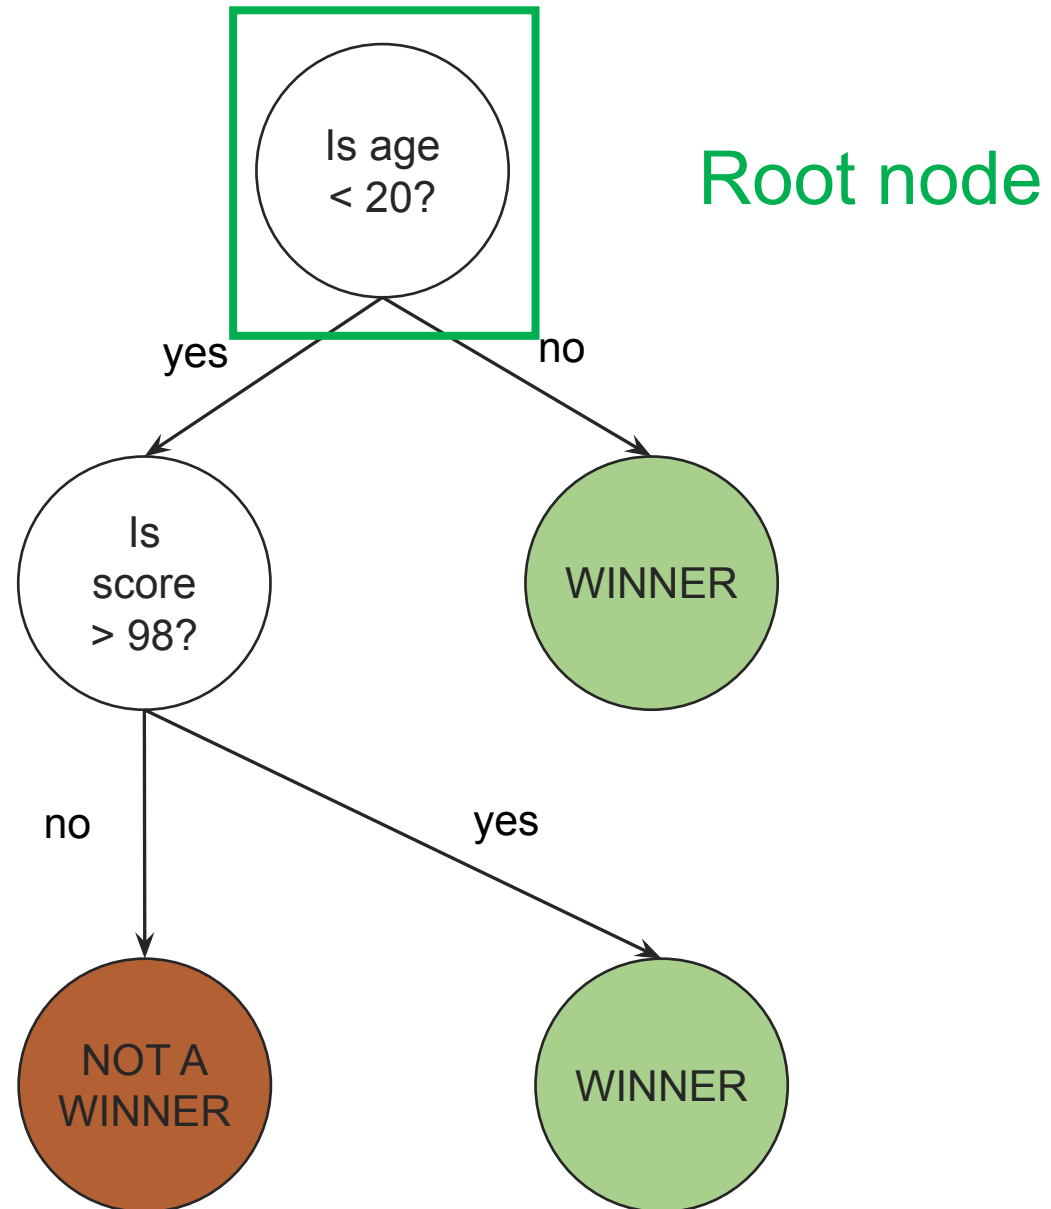 Is age
< 20?
Root node
yes
no
Is
score
> 98?
WINNER
no
yes
NOT A
WINNER
WINNER